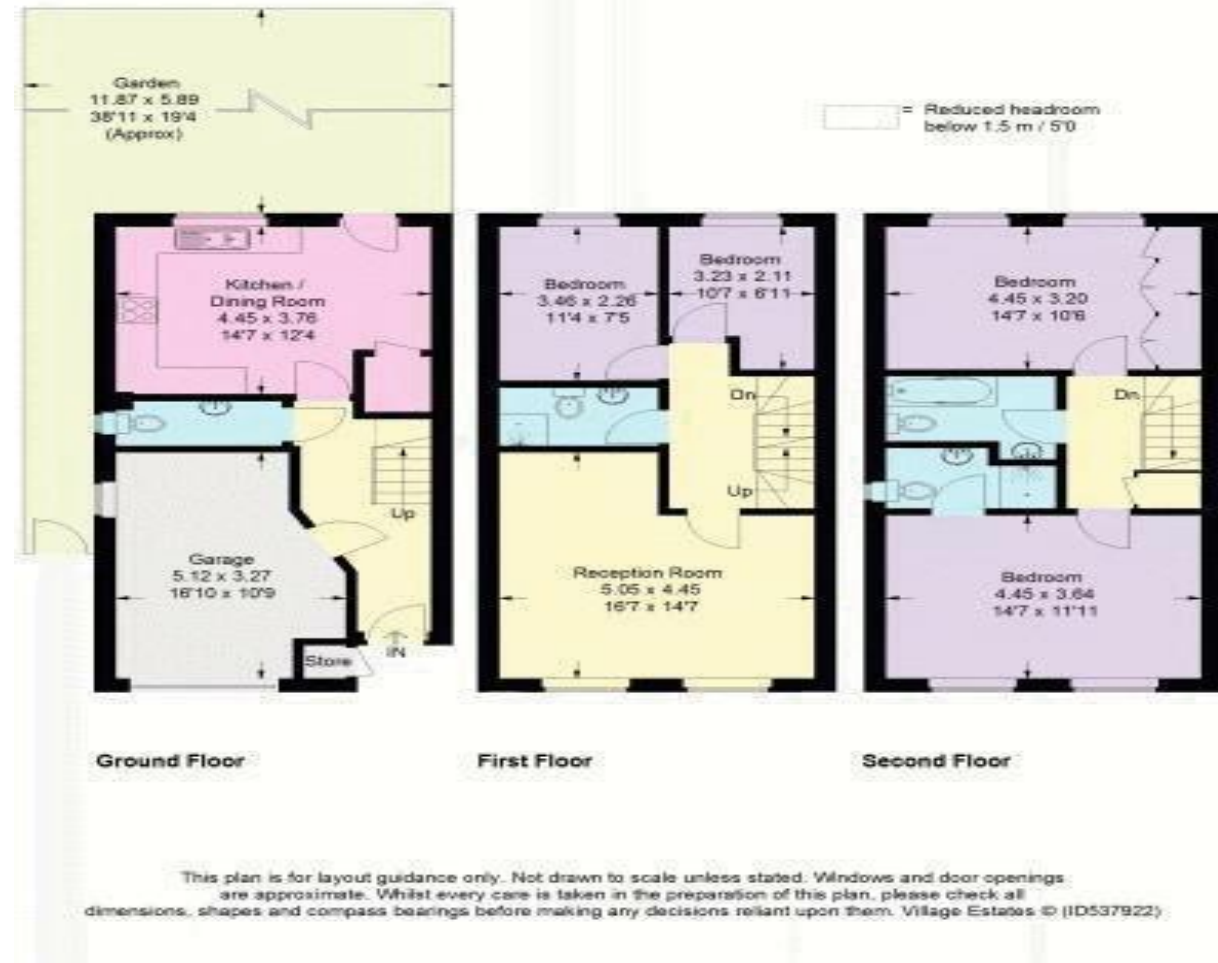 Garden
11.87 x 5.89
38'11 x 19'4
(Approx)
= Reduced headroom
below 1.5 m / 5'0
Kitchen /
Dining Room
4.45 x 3.76
14'7 x 12'4
Up
Garage
5.12 x 3.27
16'10 x 10'9
Store
IN
Bedroom
3.46 x 2.26
11'4 x 7'5
Bedroom
3.23 x 2.11
10'7 x 6'11
Dn
Up
Reception Room
5.05 x 4.45
16'7 x 14'7
Bedroom
4.45 x 3.20
14'7 x 10'6
Dn
Bedroom
4.45 x 3.64
14'7 x 11'11
Ground Floor
First Floor
Second Floor
This plan is for layout guidance only. Not drawn to scale unless stated. Windows and door openings
are approximate. Whilst every care is taken in the preparation of this plan, please check all
dimensions, shapes and compass bearings before making any decisions reliant upon them. Village Estates © (ID537922)